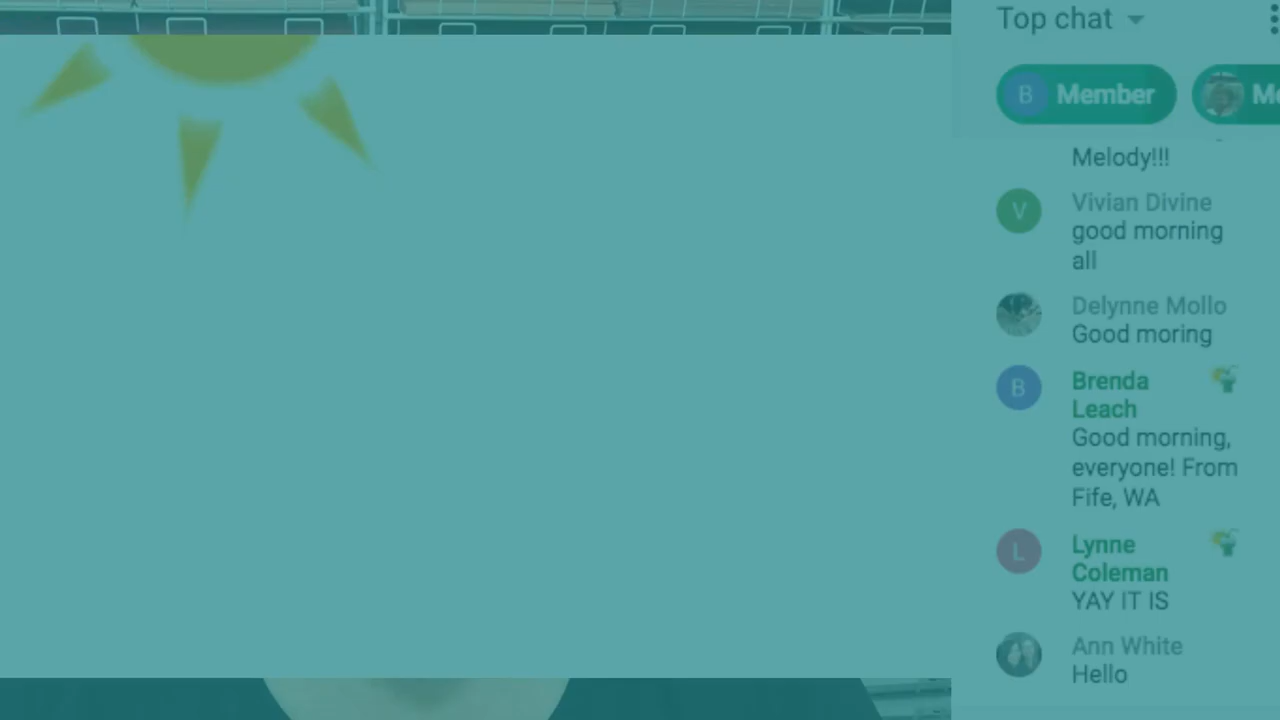 Top chat
B Member
Me
Melody!!!
V Vivian Divine
good morning
all
Delynne Mollo
Good moring
B Brenda
Leach
Good morning,
everyone! From
Fife, WA
L Lynne
Coleman
YAY IT IS
Ann White
Hello